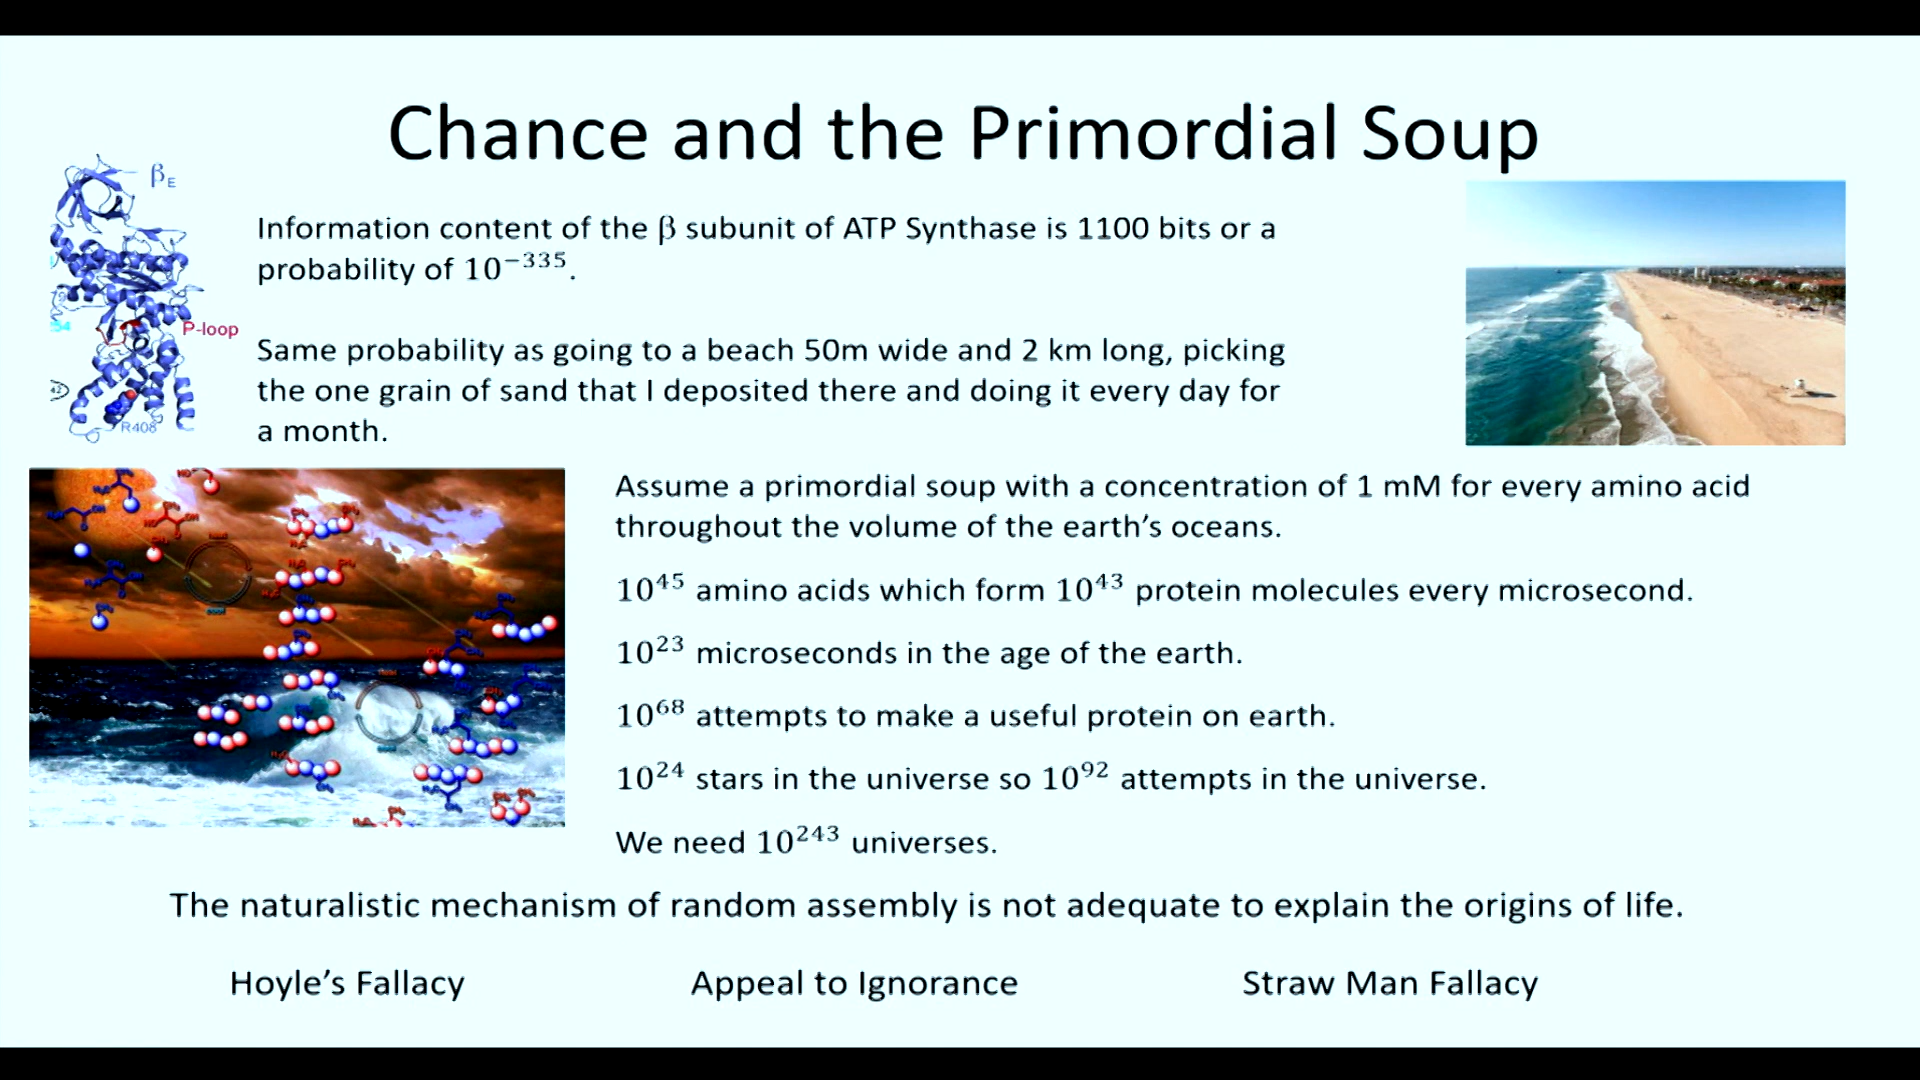 Chance and the Primordial Soup
βE
P-loop
R408
Information content of the β subunit of ATP Synthase is 1100 bits or a
probability of 10⁻³³⁵.
Same probability as going to a beach 50m wide and 2 km long, picking
the one grain of sand that I deposited there and doing it every day for
a month.
Assume a primordial soup with a concentration of 1 mM for every amino acid
throughout the volume of the earth’s oceans.
10⁴⁵ amino acids which form 10⁴³ protein molecules every microsecond.
10²³ microseconds in the age of the earth.
10⁶⁸ attempts to make a useful protein on earth.
10²⁴ stars in the universe so 10⁹² attempts in the universe.
We need 10²⁴³ universes.
The naturalistic mechanism of random assembly is not adequate to explain the origins of life.
Hoyle’s Fallacy
Appeal to Ignorance
Straw Man Fallacy